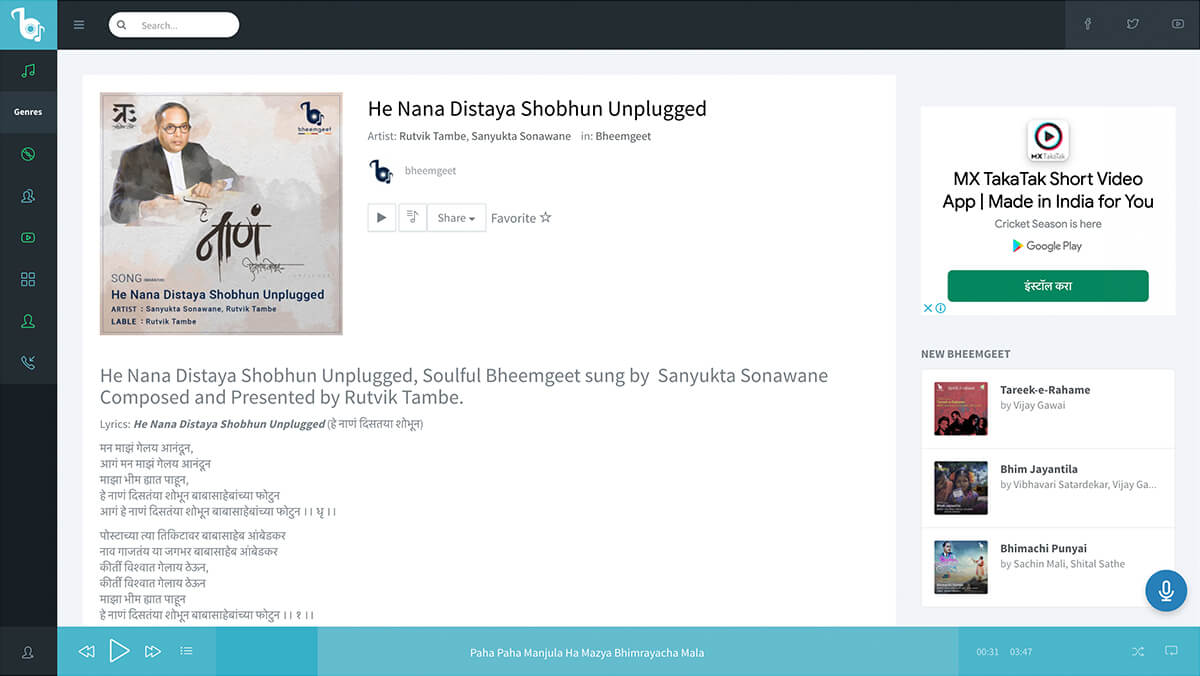 Search...
Genres
ऋ
bheemgeet
हे
नाणं
SONG
He Nana Distaya Shobhun Unplugged
ARTIST : Sanyukta Sonawane, Rutvik Tambe
LABLE : Rutvik Tambe
He Nana Distaya Shobhun Unplugged
Artist: Rutvik Tambe, Sanyukta Sonawane in: Bheemgeet
bheemgeet
Share
Favorite
He Nana Distaya Shobhun Unplugged, Soulful Bheemgeet sung by Sanyukta Sonawane
Composed and Presented by Rutvik Tambe.
Lyrics: He Nana Distaya Shobhun Unplugged (हे नाणं दिसतया शोभून)
मन माझं गेलय आनंदून,
आगं मन माझं गेलय आनंदून
माझा भीम ह्यात पाहून,
हे नाणं दिसतंया शोभून बाबासाहेबांच्या फोटुन
आगं हे नाणं दिसतंया शोभून बाबासाहेबांच्या फोटुन ।। धृ ।।
पोस्टाच्या त्या तिकिटावर बाबासाहेब आंबेडकर
नाव गाजतंय या जगभर बाबासाहेब आंबेडकर
कीर्ती विश्वात गेलाय ठेऊन,
कीर्ती विश्वात गेलाय ठेऊन
माझा भीम ह्यात पाहून
हे नाणं दिसतंया शोभून बाबासाहेबांच्या फोटुन ।। १ ।।
MX TakaTak
MX TakaTak Short Video
App | Made in India for You
Cricket Season is here
Google Play
इंस्टॉल करा
NEW BHEEMGEET
Tareek-e-Rahame
by Vijay Gawai
Bhim Jayantila
by Vibhavari Satardekar, Vijay Ga...
Bhimachi Punyai
by Sachin Mali, Shital Sathe
Paha Paha Manjula Ha Mazya Bhimrayacha Mala
00:31 03:47